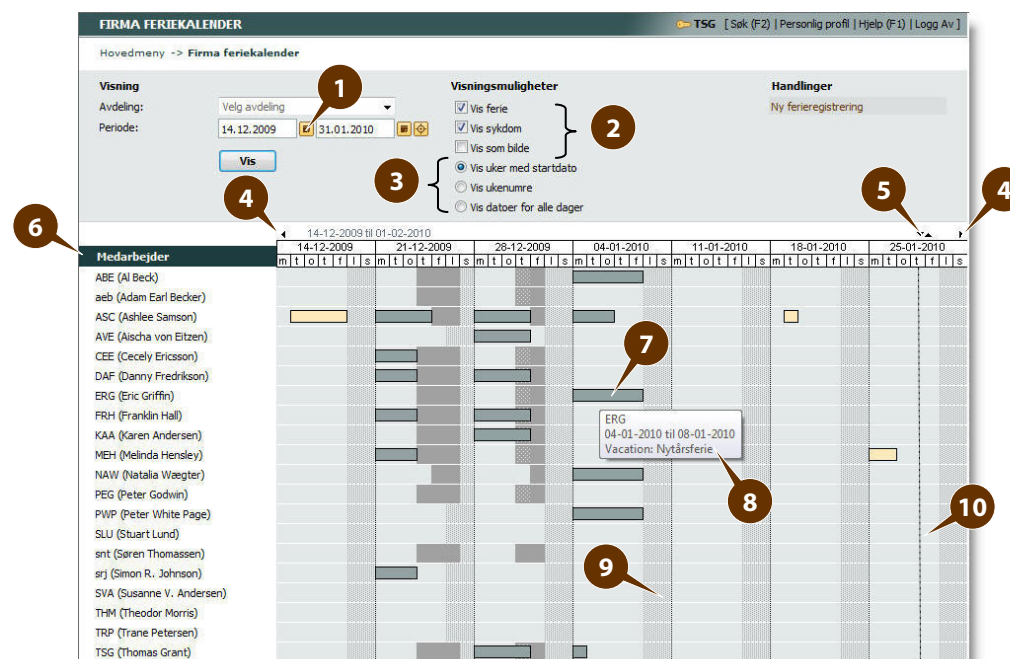 FIRMA FERIEKALENDER TSG [ Søk (F2) | Personlig profil | Hjelp (F1) | Logg Av ]
Hovedmeny -> Firma feriekalender
Visning Visningsmuligheter Handlinger
1
Avdeling: Velg avdeling Vis ferie Ny ferieregistrering
Periode: 14.12.2009 31.01.2010 Vis sykdom
2
Vis som bilde
Vis Vis uker med startdato
3
Vis ukenumre
Vis datoer for alle dager
4 5 4
6
14-12-2009 til 01-02-2010
14-12-2009 21-12-2009 28-12-2009 04-01-2010 11-01-2010 18-01-2010 25-01-2010
Medarbejder m t o t f l s m t o t f l s m t o t f l s m t o t f l s m t o t f l s m t o t f l s m t o t f l s
ABE (Al Beck)
aeb (Adam Earl Becker)
ASC (Ashlee Samson)
AVE (Aischa von Eitzen)
7
CEE (Cecely Ericsson)
DAF (Danny Fredrikson)
ERG (Eric Griffin)
FRH (Franklin Hall)
ERG
04-01-2010 til 08-01-2010
Vacation: Nytårsferie
KAA (Karen Andersen)
MEH (Melinda Hensley)
NAW (Natalia Wægter)
8
PEG (Peter Godwin)
PWP (Peter White Page)
10
SLU (Stuart Lund)
snt (Søren Thomassen)
9
srj (Simon R. Johnson)
SVA (Susanne V. Andersen)
THM (Theodor Morris)
TRP (Trane Petersen)
TSG (Thomas Grant)